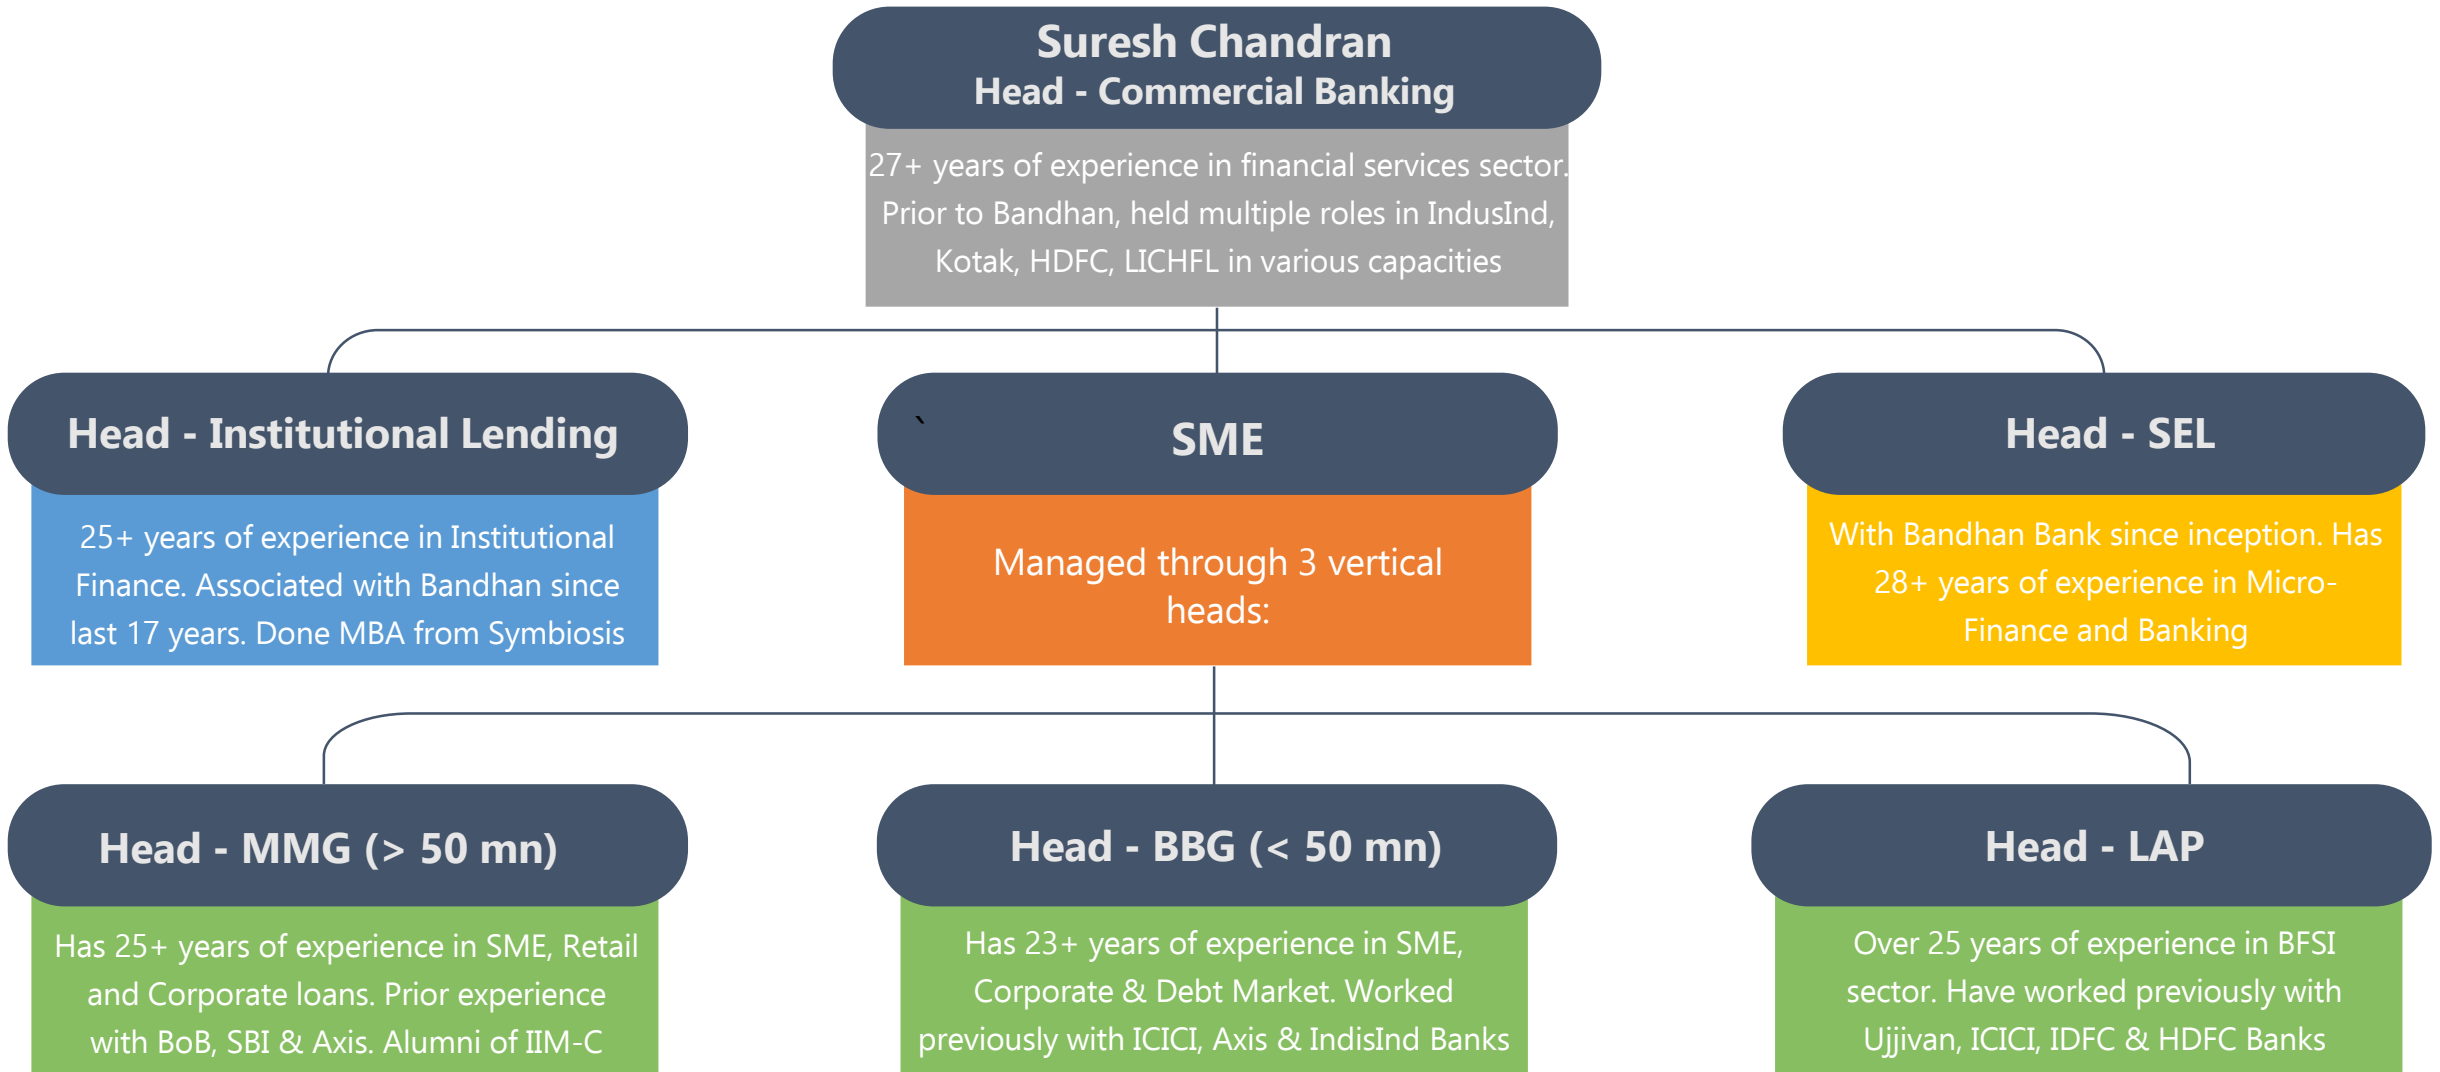 Suresh Chandran
Head - Commercial Banking
27+ years of experience in financial services sector.
Prior to Bandhan, held multiple roles in IndusInd,
Kotak, HDFC, LICHFL in various capacities
Head - Institutional Lending
25+ years of experience in Institutional
Finance. Associated with Bandhan since
last 17 years. Done MBA from Symbiosis
`
SME
Managed through 3 vertical
heads:
Head - SEL
With Bandhan Bank since inception. Has
28+ years of experience in Micro-
Finance and Banking
Head - MMG (> 50 mn)
Has 25+ years of experience in SME, Retail
and Corporate loans. Prior experience
with BoB, SBI & Axis. Alumni of IIM-C
Head - BBG (< 50 mn)
Has 23+ years of experience in SME,
Corporate & Debt Market. Worked
previously with ICICI, Axis & IndisInd Banks
Head - LAP
Over 25 years of experience in BFSI
sector. Have worked previously with
Ujjivan, ICICI, IDFC & HDFC Banks